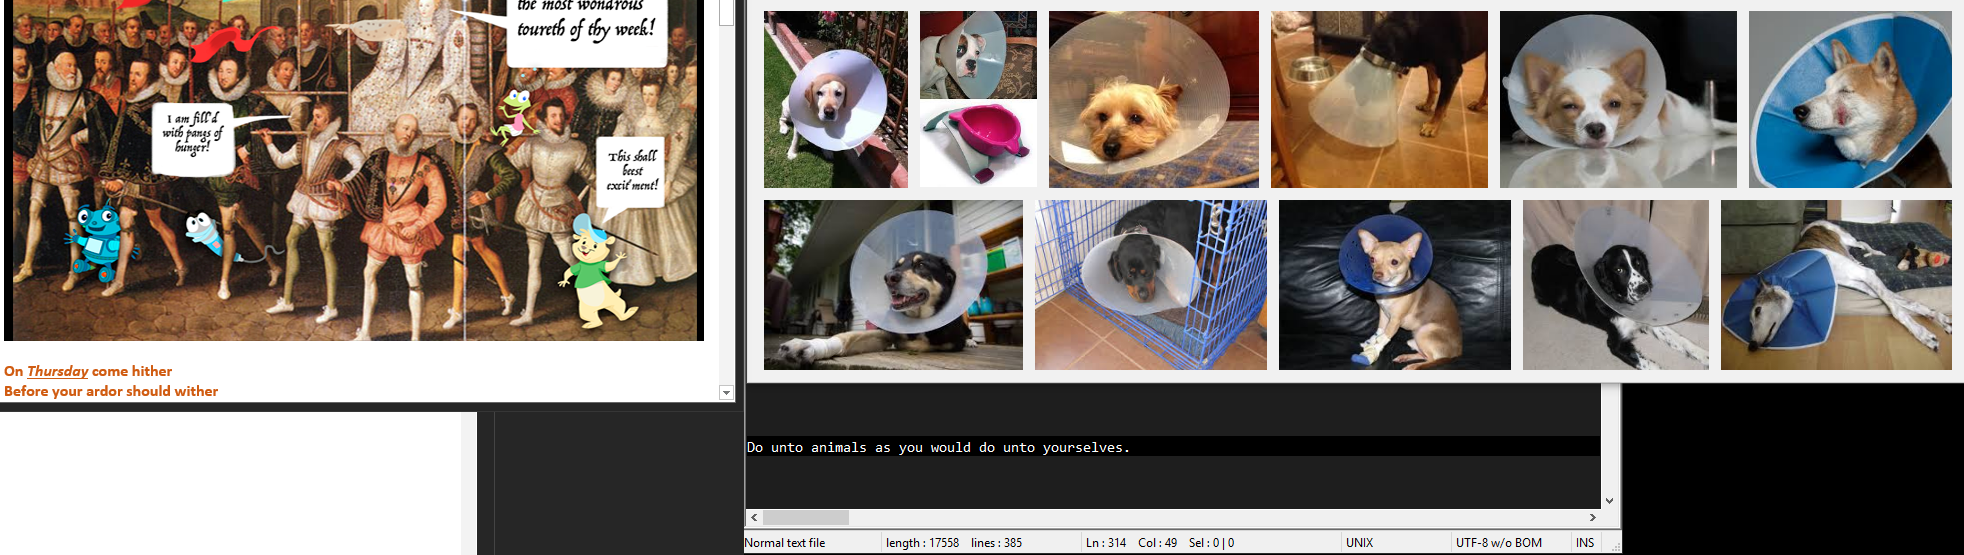 the most wondrous
toureth of thy week!
I am fill'd
with pangs of
hunger!
This shall
beest
excit'ment!
On Thursday come hither
Before your ardor should wither
Do unto animals as you would do unto yourselves.
Normal text file
length : 17558 lines : 385
Ln : 314 Col : 49 Sel : 0 | 0
UNIX
UTF-8 w/o BOM
INS